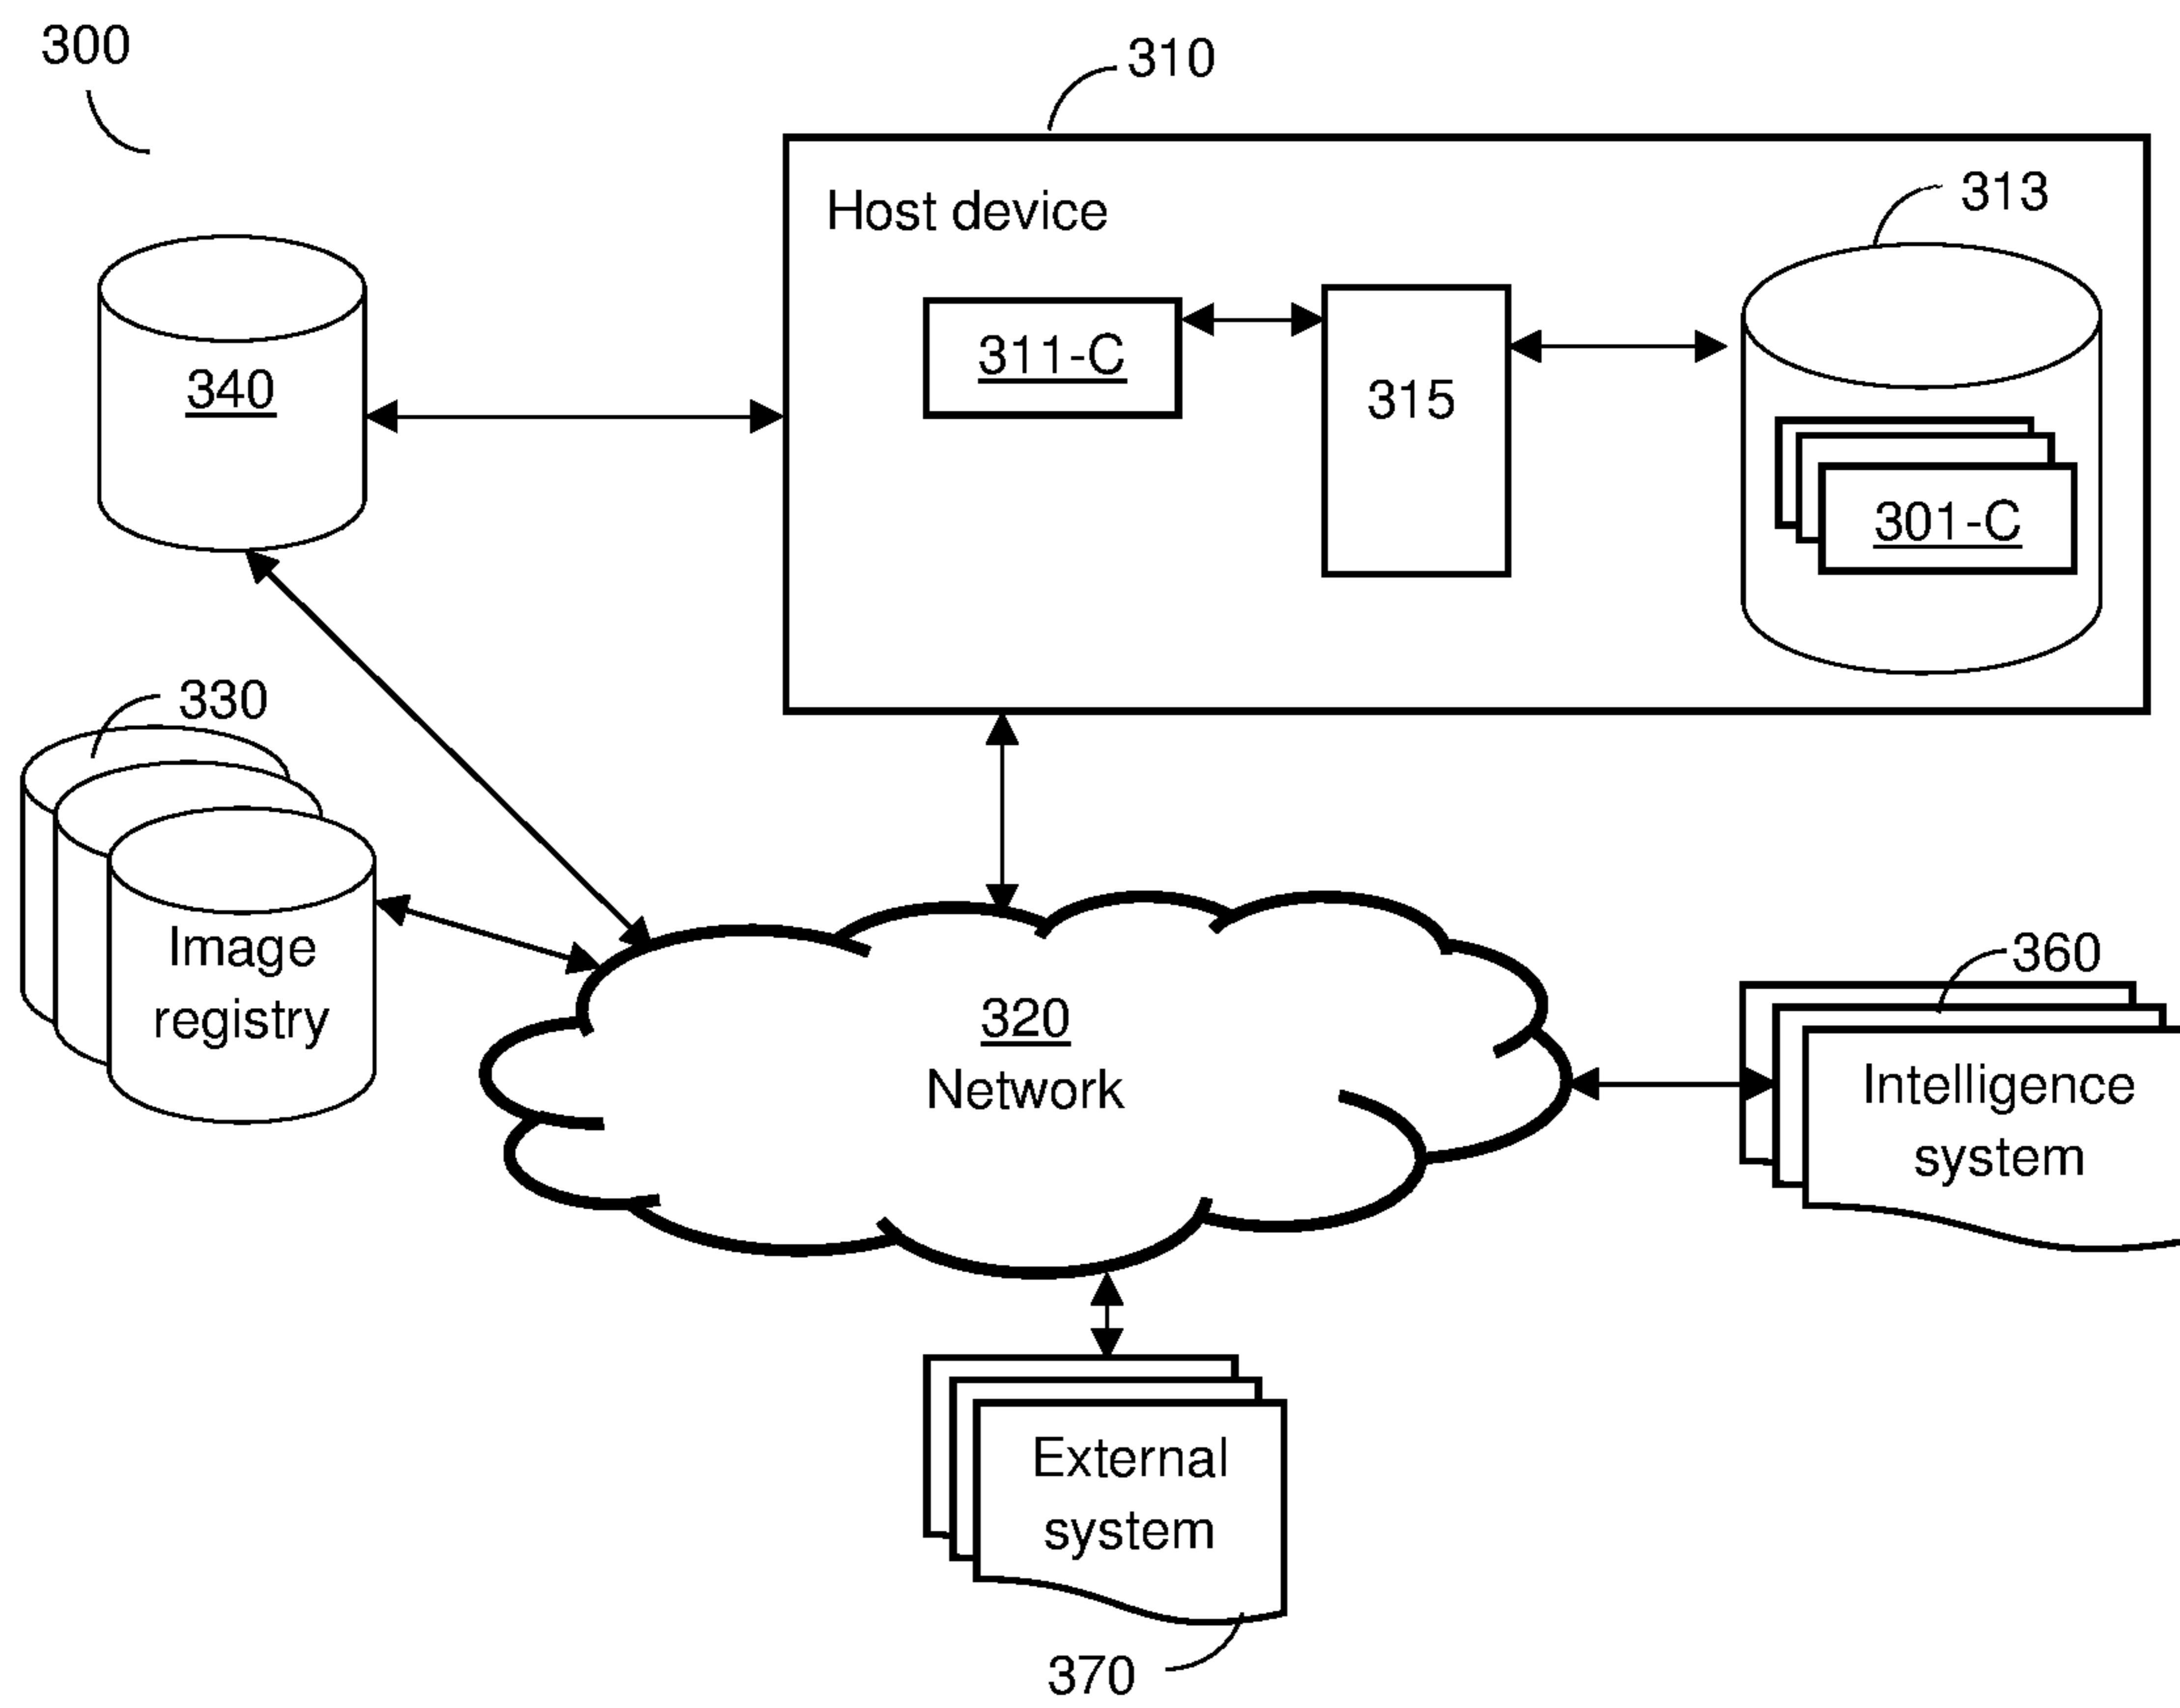 300
310
Host device
313
311-C
315
340
301-C
330
Image
registry
320
Network
360
Intelligence
system
External
system
370